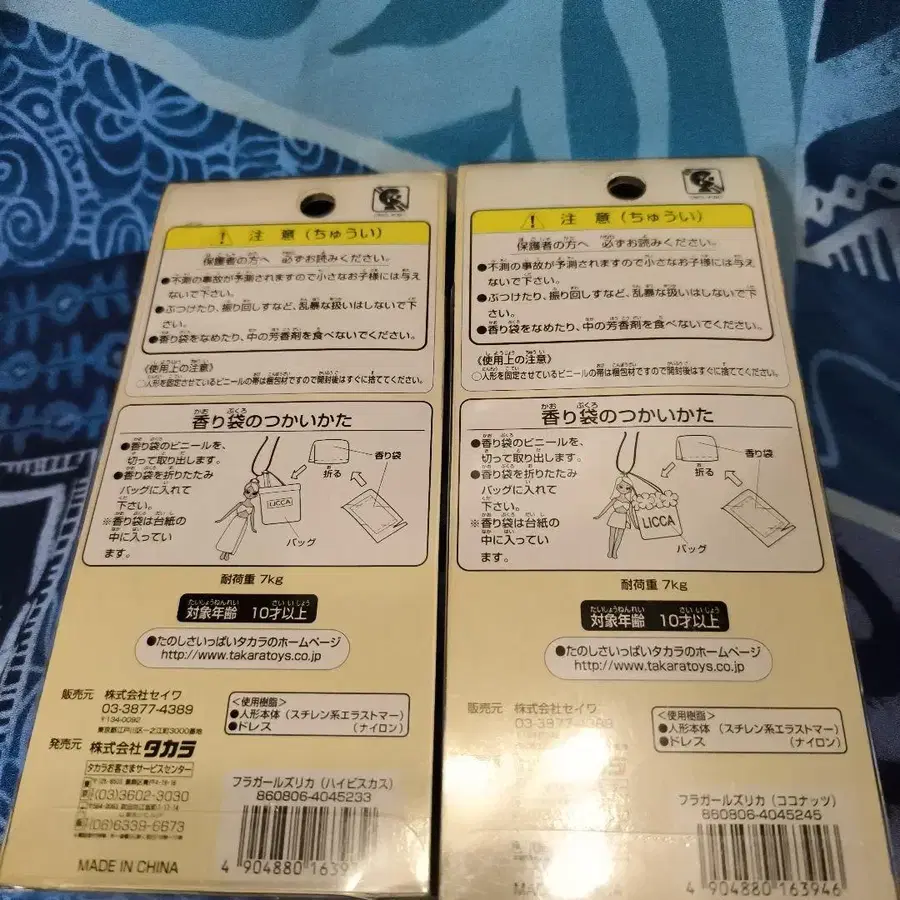 注 意（ちゅうい）
保護者の方へ 必ずお読みください。
●不測の事故が予測されますので小さなお子様には与え
ないで下さい。
●ぶつけたり、振り回しすなど、乱暴な扱いはしないで下
さい。
●香り袋をなめたり、中の芳香剤を食べないでください。
《使用上の注意》
○人形を固定させているビニールの帯は梱包材ですので開封後はすぐに捨ててください。
香り袋のつかいかた
●香り袋のビニールを、
切って取り出します。
●香り袋を折りたたみ
バッグに入れて
下さい。
※香り袋は台紙の
中に入ってい
ます。
折る
香り袋
LICCA
バッグ
耐荷重 7kg
対象年齢 10才以上
●たのしさいっぱいタカラのホームページ
http://www.takaratoys.co.jp
販売元 株式会社セイワ
03-3877-4389
〒134-0092
東京都江戸川区一之江町3000番地
発売元 株式会社タカラ
タカラお客さまサービスセンター
(03)3602-3030
(06)6339-6673
MADE IN CHINA
＜使用樹脂＞
●人形本体（スチレン系エラストマー）
●ドレス （ナイロン）
フラガールズリカ（ハイビスカス）
860806-4045233
4 904880 1639
注 意（ちゅうい）
保護者の方へ 必ずお読みください。
●不測の事故が予測されますので小さなお子様には与え
ないで下さい。
●ぶつけたり、振り回しすなど、乱暴な扱いはしないで下
さい。
●香り袋をなめたり、中の芳香剤を食べないでください。
《使用上の注意》
○人形を固定させているビニールの帯は梱包材ですので開封後はすぐに捨ててください。
香り袋のつかいかた
●香り袋のビニールを、
切って取り出します。
●香り袋を折りたたみ
バッグに入れて
下さい。
※香り袋は台紙の
中に入ってい
ます。
折る
香り袋
LICCA
バッグ
耐荷重 7kg
対象年齢 10才以上
●たのしさいっぱいタカラのホームページ
http://www.takaratoys.co.jp
販売元 株式会社セイワ
03-3877-4389
＜使用樹脂＞
●人形本体（スチレン系エラストマー）
●ドレス （ナイロン）
フラガールズリカ（ココナッツ）
860806-4045245
4 904880 163946